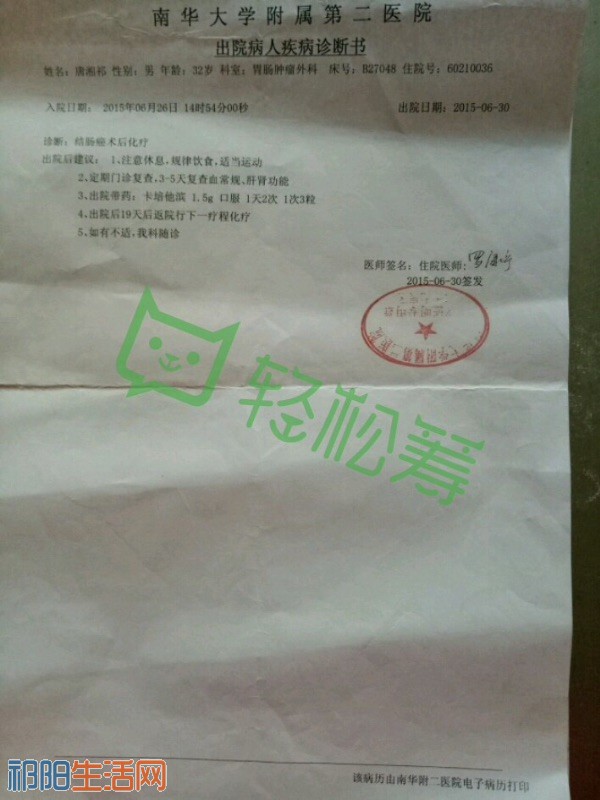 南华大学附属第二医院
出院病人疾病诊断书
姓名：唐湘裕 性别：男 年龄：32岁 科室：胃肠肿瘤外科 床号：B27048 住院号：60210036
入院日期： 2015年06月26日 14时54分00秒 出院日期：2015-06-30
诊断：结肠癌术后化疗
出院后建议： 1、注意休息，规律饮食，适当运动
2、定期门诊复查，3-5天复查血常规、肝肾功能
3、出院带药：卡培他滨 1.5g 口服 1天2次 1次3粒
4、出院后19天后返院行下一疗程化疗
5、如有不适，我科随诊
医师签名：住院医师：
2015-06-30签发
大学附属第二医院
轻松筹
祁阳生活网
该病历由南华附二医院电子病历打印